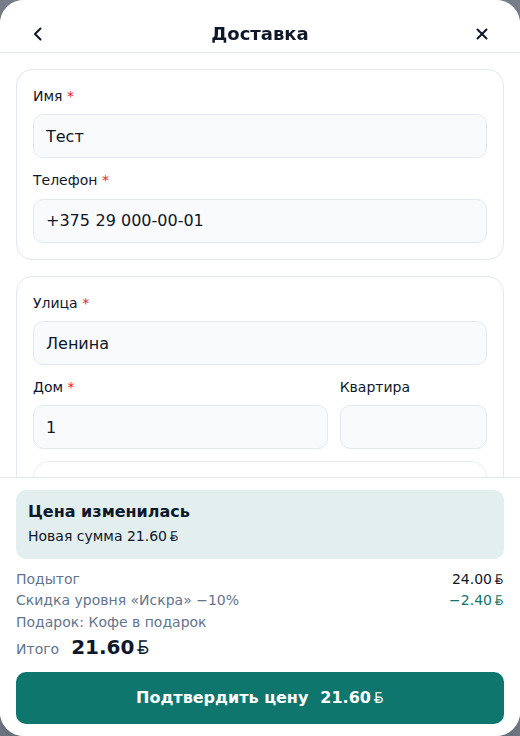 Доставка
Имя *
Тест
Телефон *
+375 29 000-00-01
Улица *
Ленина
Дом *
Квартира
1
Цена изменилась
Новая сумма 21.60 Ƃ
Подытог
24.00 Ƃ
Скидка уровня «Искра» −10%
−2.40 Ƃ
Подарок: Кофе в подарок
Итого 21.60 Ƃ
Подтвердить цену 21.60 Ƃ